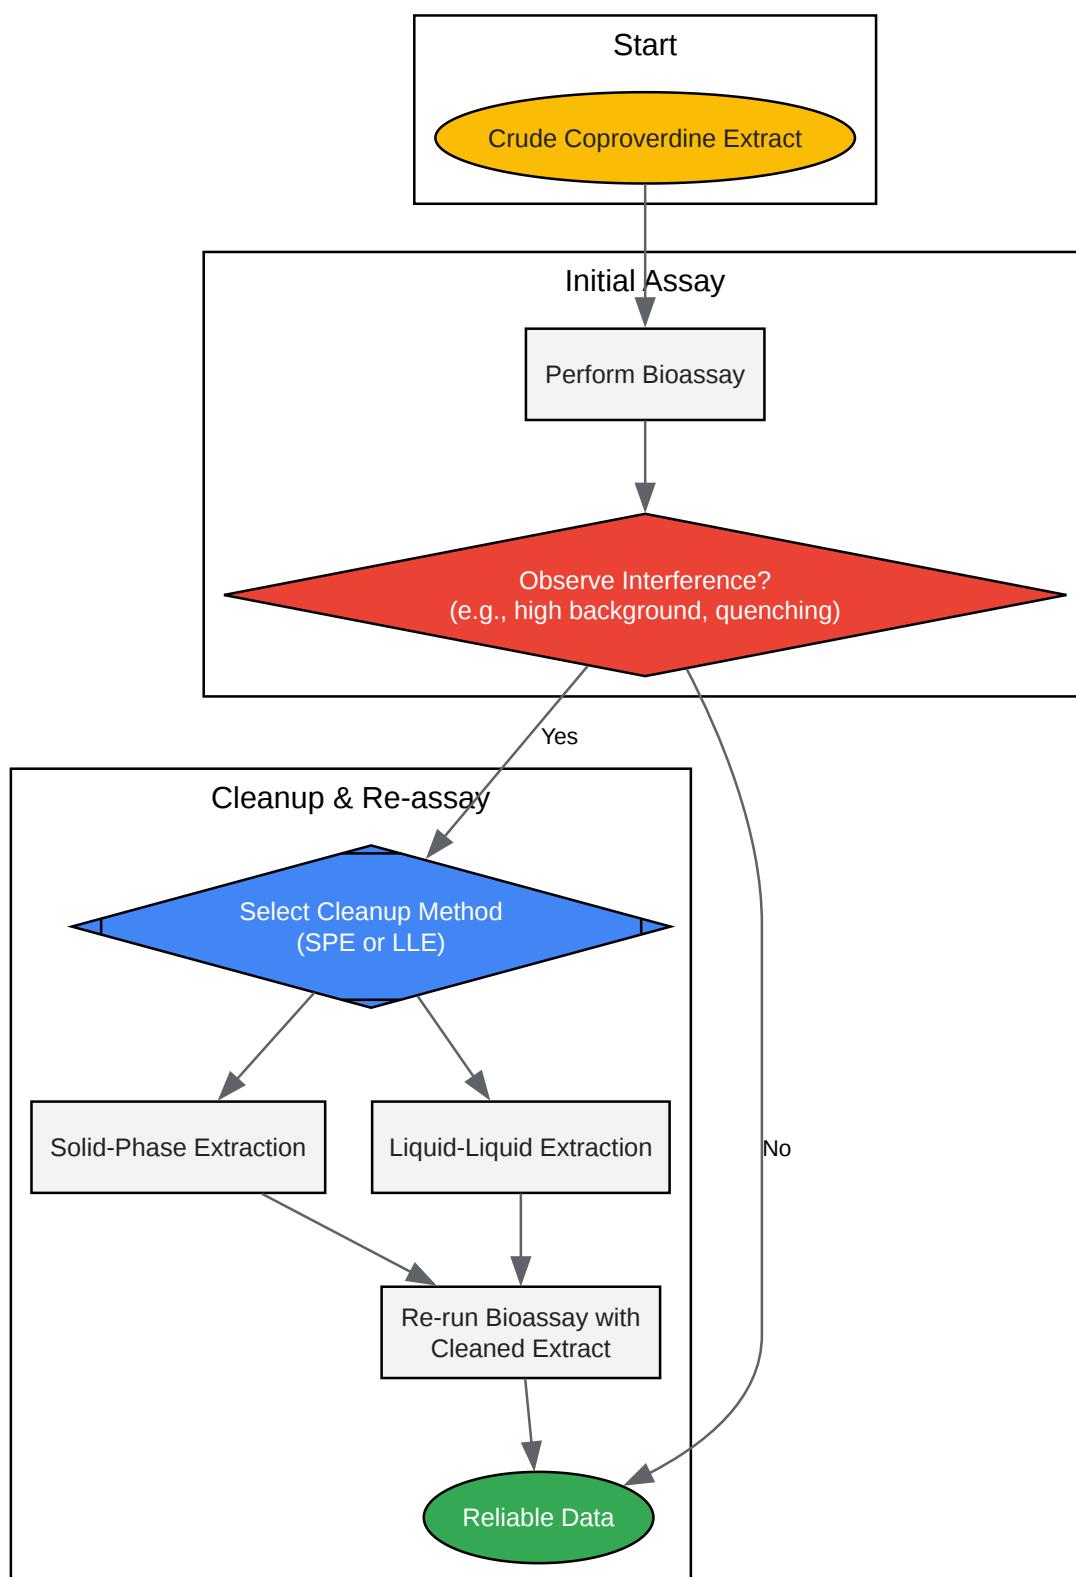 Start
Crude Coproverdine Extract
Initial Assay
Perform Bioassay
Observe Interference?
(e.g., high background, quenching)
Yes
Cleanup & Re-assay
Select Cleanup Method
(SPE or LLE)
Solid-Phase Extraction
Liquid-Liquid Extraction
No
Re-run Bioassay with
Cleaned Extract
Reliable Data